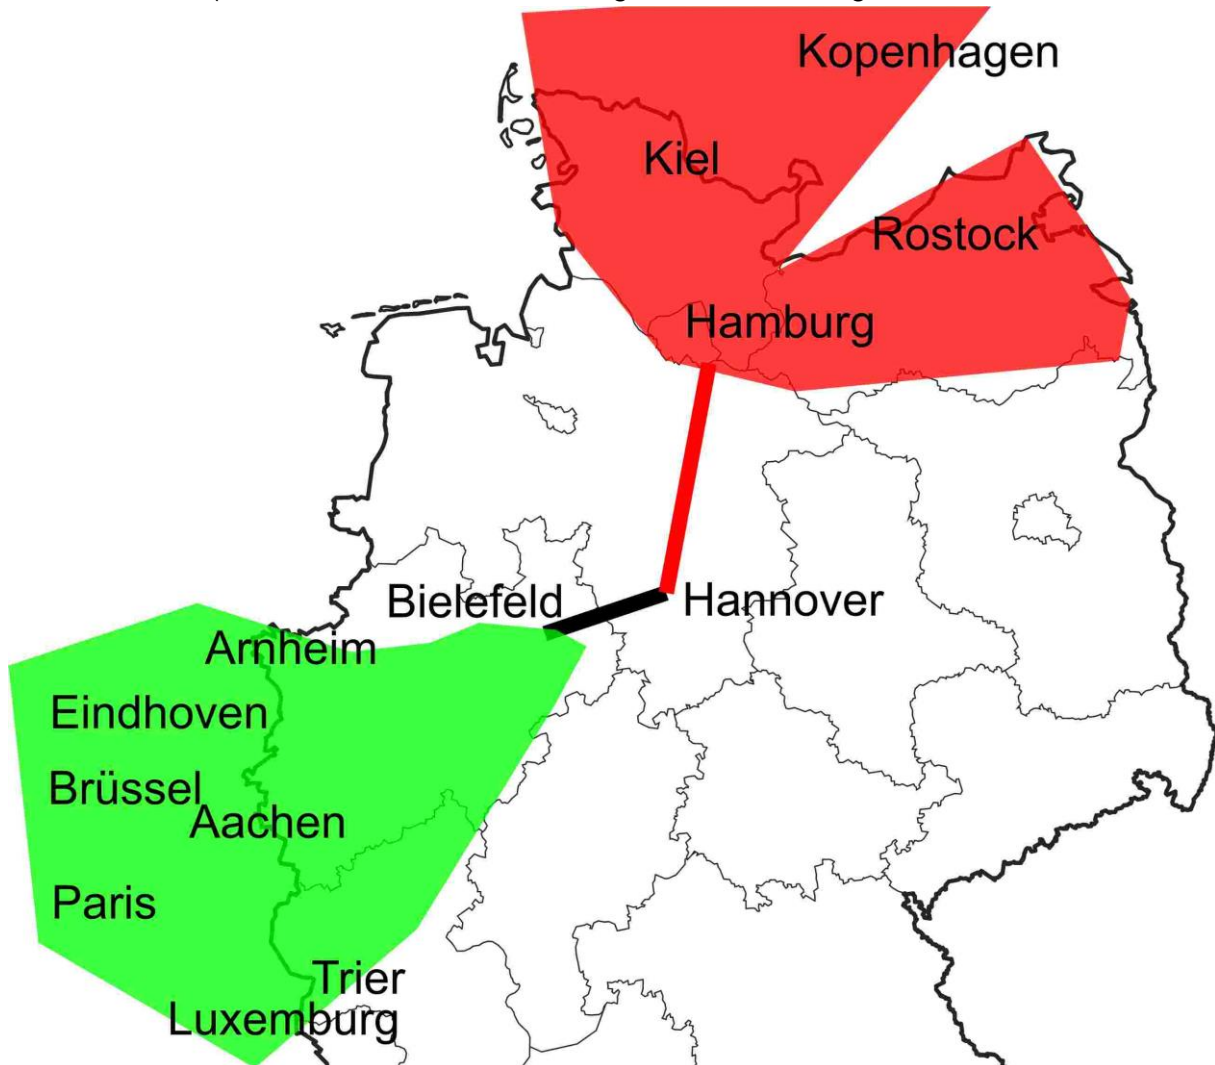 Kopenhagen
Kiel
Rostock
Hamburg
Bielefeld
Hannover
Arnheim
Eindhoven
Brüssel
Aachen
Paris
Trier
Luxemburg